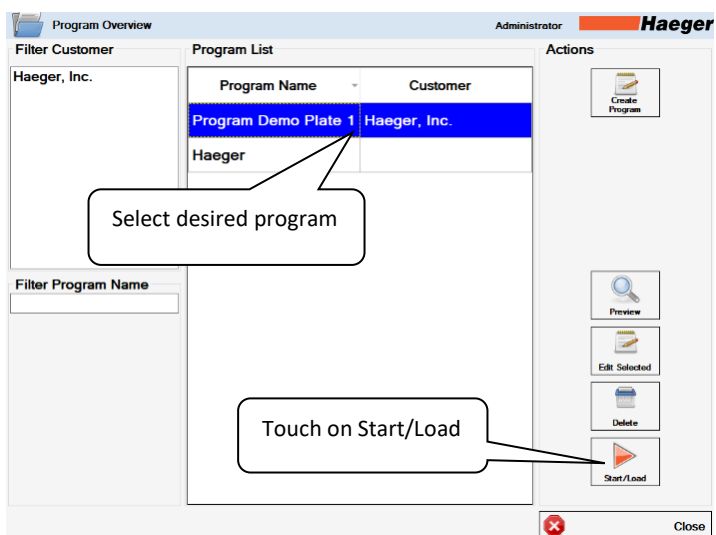 Program Overview
Administrator
Haeger
Filter Customer
Program List
Actions
Haeger, Inc.
Program Name
Customer
Create
Program
Program Demo Plate 1
Haeger, Inc.
Haeger
Select desired program
Filter Program Name
Preview
Edit Selected
Delete
Touch on Start/Load
Start/Load
Close